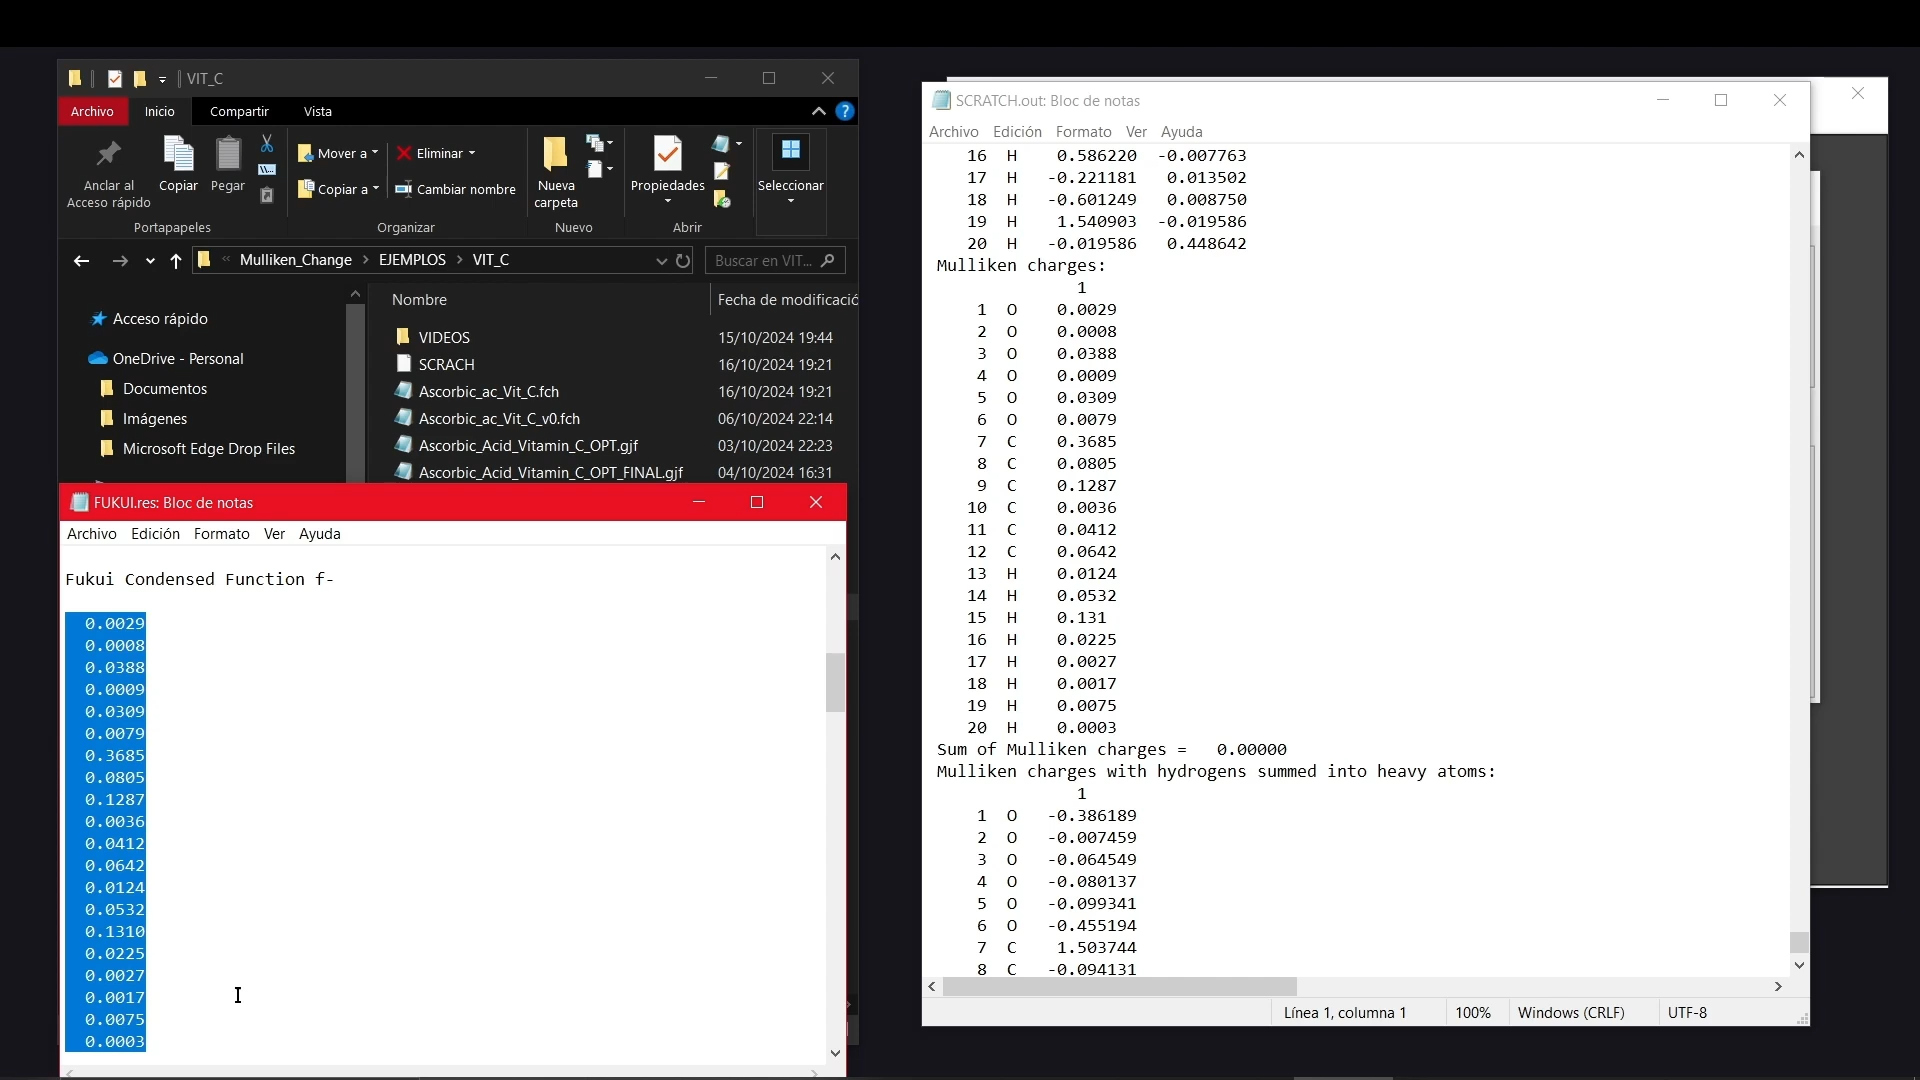 VIT_C
Archivo
Inicio
Compartir
Vista
Anclar al
Acceso rápido
Copiar
Pegar
Portapapeles
Mover a
Copiar a
Eliminar
Cambiar nombre
Organizar
Nueva
carpeta
Nuevo
Propiedades
Abrir
Seleccionar
« Mulliken_Change > EJEMPLOS > VIT_C
Buscar en VIT...
Acceso rápido
OneDrive - Personal
Documentos
Imágenes
Microsoft Edge Drop Files
Nombre Fecha de modificació
VIDEOS 15/10/2024 19:44
SCRACH 16/10/2024 19:21
Ascorbic_ac_Vit_C.fch 16/10/2024 19:21
Ascorbic_ac_Vit_C_v0.fch 06/10/2024 22:14
Ascorbic_Acid_Vitamin_C_OPT.gjf 03/10/2024 22:23
Ascorbic_Acid_Vitamin_C_OPT_FINAL.gjf 04/10/2024 16:31
FUKUI.res: Bloc de notas
Archivo Edición Formato Ver Ayuda
Fukui Condensed Function f-
0.0029
0.0008
0.0388
0.0009
0.0309
0.0079
0.3685
0.0805
0.1287
0.0036
0.0412
0.0642
0.0124
0.0532
0.1310
0.0225
0.0027
0.0017
0.0075
0.0003
SCRATCH.out: Bloc de notas
Archivo Edición Formato Ver Ayuda
16 H 0.586220 -0.007763
17 H -0.221181 0.013502
18 H -0.601249 0.008750
19 H 1.540903 -0.019586
20 H -0.019586 0.448642
Mulliken charges:
1
1 O 0.0029
2 O 0.0008
3 O 0.0388
4 O 0.0009
5 O 0.0309
6 O 0.0079
7 C 0.3685
8 C 0.0805
9 C 0.1287
10 C 0.0036
11 C 0.0412
12 C 0.0642
13 H 0.0124
14 H 0.0532
15 H 0.131
16 H 0.0225
17 H 0.0027
18 H 0.0017
19 H 0.0075
20 H 0.0003
Sum of Mulliken charges = 0.00000
Mulliken charges with hydrogens summed into heavy atoms:
1
1 O -0.386189
2 O -0.007459
3 O -0.064549
4 O -0.080137
5 O -0.099341
6 O -0.455194
7 C 1.503744
8 C -0.094131
Línea 1, columna 1 100% Windows (CRLF) UTF-8